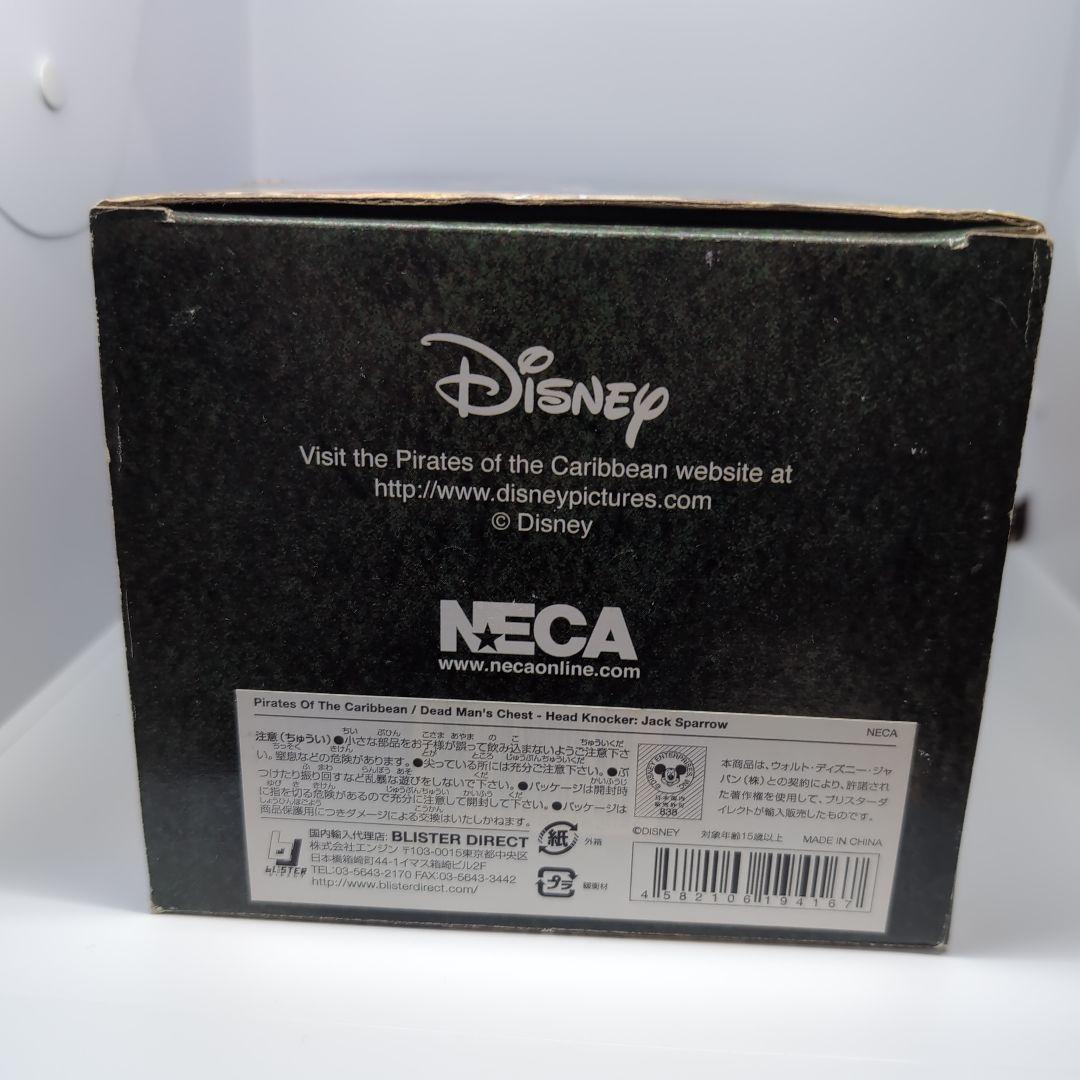 Disney
Visit the Pirates of the Caribbean website at
http://www.disneypictures.com
© Disney
NECA
www.necaonline.com
Pirates Of The Caribbean / Dead Man's Chest - Head Knocker: Jack Sparrow
NECA
注意(ちゅうい)●小さな部品をお子様が誤って飲み込まないようご注意下さ
い。窒息などの危険があります。●尖っている所には充分ご注意下さい。●ぶ
つけたり振り回すなど乱暴な遊びをしないで下さい。●パッケージは開封時
に指を切る危険があるので充分に注意して開封して下さい。●パッケージは
商品保護用につきダメージによる交換はいたしかねます。
本商品は、ウォルト・ディズニー・ジャ
パン(株)との契約により、許諾され
た著作権を使用して、ブリスターダ
イレクトが輸入販売したものです。
日本国内
販売許可
838
©DISNEY 対象年齢15歳以上 MADE IN CHINA
BLISTER
国内輸入代理店: BLISTER DIRECT
株式会社エンジン 〒103-0015東京都中央区
日本橋箱崎町44-1イマス箱崎ビル2F
TEL:03-5643-2170 FAX:03-5643-3442
http://www.blisterdirect.com/
紙 外箱
プラ 緩衝材
4582106194167